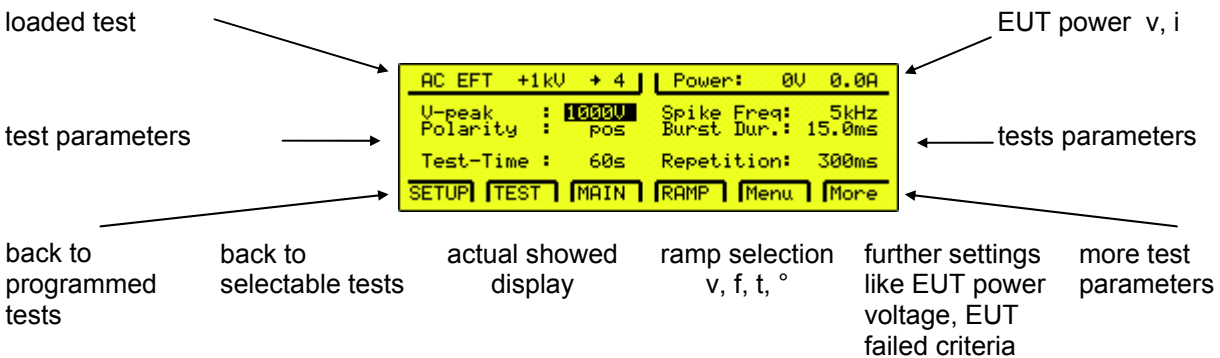 loaded test
EUT power v, i
AC EFT +1kV → 4 Power: 0V 0.0A
V-peak : 1000V Spike Freq: 5kHz
Polarity : pos Burst Dur.: 15.0ms
test parameters
tests parameters
Test-Time : 60s Repetition: 300ms
SETUP TEST MAIN RAMP Menu More
back to
programmed
tests
back to
selectable tests
actual showed
display
ramp selection
v, f, t, °
further settings
like EUT power
voltage, EUT
failed criteria
more test
parameters